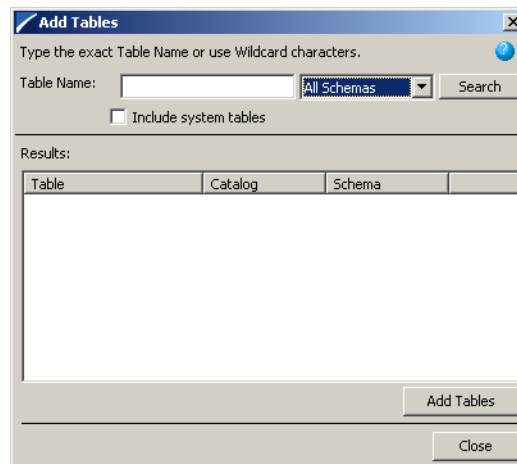 Add Tables
Type the exact Table Name or use Wildcard characters.
Table Name: All Schemas Search
Include system tables
Results:
Table Catalog Schema
Add Tables
Close